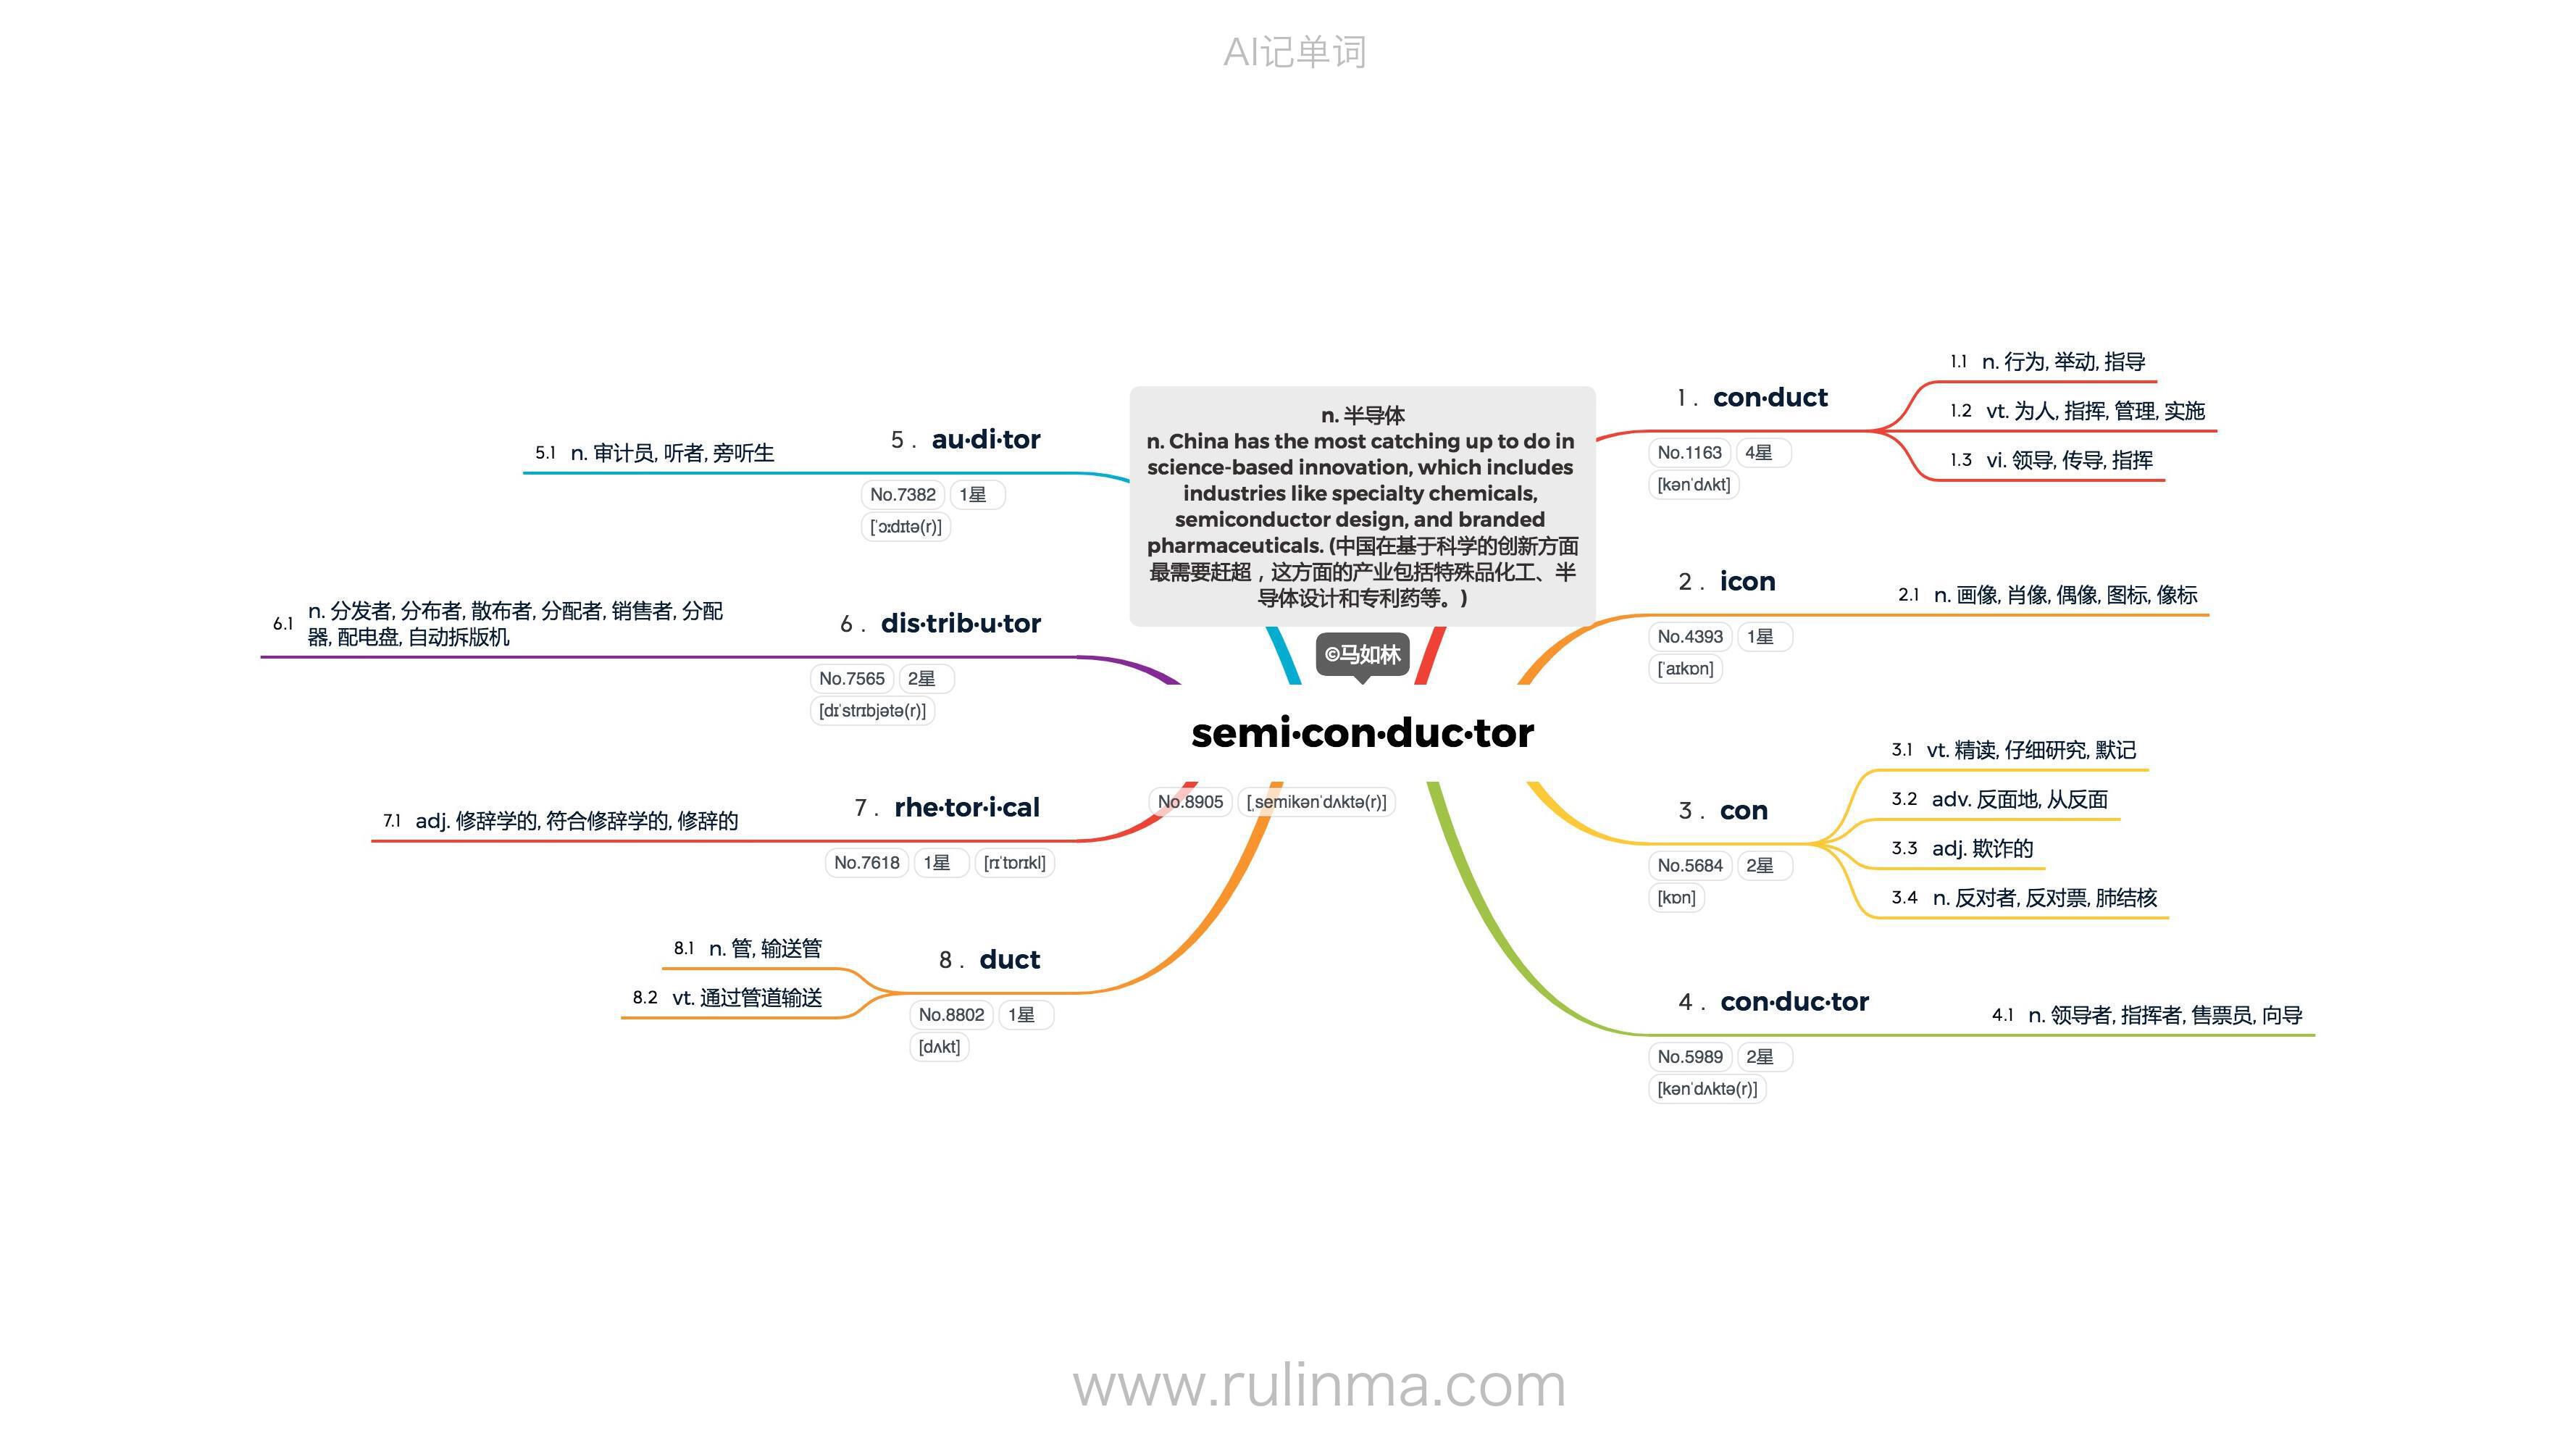 AI记单词
n. 半导体
n. China has the most catching up to do in
science-based innovation, which includes
industries like specialty chemicals,
semiconductor design, and branded
pharmaceuticals. (中国在基于科学的创新方面
最需要赶超，这方面的产业包括特殊品化工、半
导体设计和专利药等。)
©马如林
semi·con·duc·tor
No.8905 [ˌsemikənˈdʌktə(r)]
1. con·duct
No.1163 4星
[kənˈdʌkt]
1.1 n. 行为, 举动, 指导
1.2 vt. 为人, 指挥, 管理, 实施
1.3 vi. 领导, 传导, 指挥
2. icon
No.4393 1星
[ˈaɪkɒn]
2.1 n. 画像, 肖像, 偶像, 图标, 像标
3. con
No.5684 2星
[kɒn]
3.1 vt. 精读, 仔细研究, 默记
3.2 adv. 反面地, 从反面
3.3 adj. 欺诈的
3.4 n. 反对者, 反对票, 肺结核
4. con·duc·tor
No.5989 2星
[kənˈdʌktə(r)]
4.1 n. 领导者, 指挥者, 售票员, 向导
5. au·di·tor
No.7382 1星
[ˈɔːdɪtə(r)]
5.1 n. 审计员, 听者, 旁听生
6. dis·trib·u·tor
No.7565 2星
[dɪˈstrɪbjətə(r)]
6.1 n. 分发者, 分布者, 散布者, 分配者, 销售者, 分配
器, 配电盘, 自动拆版机
7. rhe·tor·i·cal
No.7618 1星 [rɪˈtɒrɪkl]
7.1 adj. 修辞学的, 符合修辞学的, 修辞的
8. duct
No.8802 1星
[dʌkt]
8.1 n. 管, 输送管
8.2 vt. 通过管道输送
www.rulinma.com